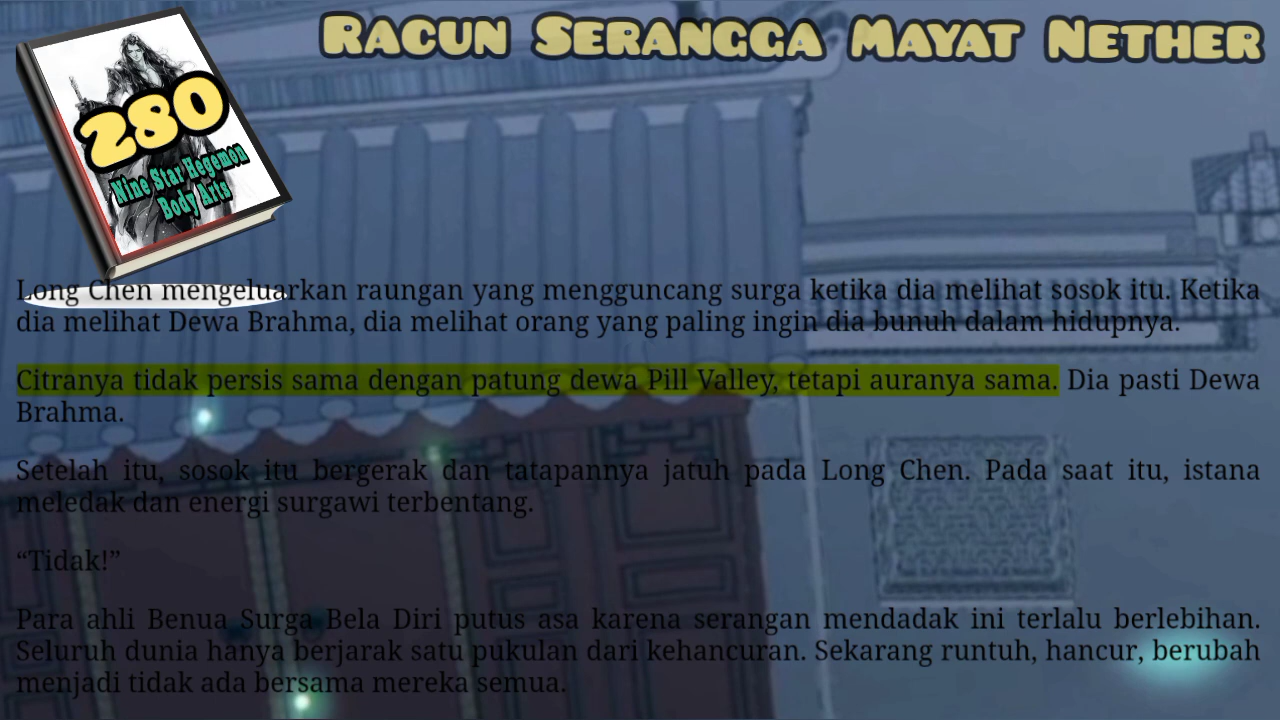 RACUN SERANGGA MAYAT NETHER
280
Nine Star Hegemon
Body Arts
Long Chen mengeluarkan raungan yang mengguncang surga ketika dia melihat sosok itu. Ketika
dia melihat Dewa Brahma, dia melihat orang yang paling ingin dia bunuh dalam hidupnya.
Citranya tidak persis sama dengan patung dewa Pill Valley, tetapi auranya sama. Dia pasti Dewa
Brahma.
Setelah itu, sosok itu bergerak dan tatapannya jatuh pada Long Chen. Pada saat itu, istana
meledak dan energi surgawi terbentang.
“Tidak!”
Para ahli Benua Surga Bela Diri putus asa karena serangan mendadak ini terlalu berlebihan.
Seluruh dunia hanya berjarak satu pukulan dari kehancuran. Sekarang runtuh, hancur, berubah
menjadi tidak ada bersama mereka semua.